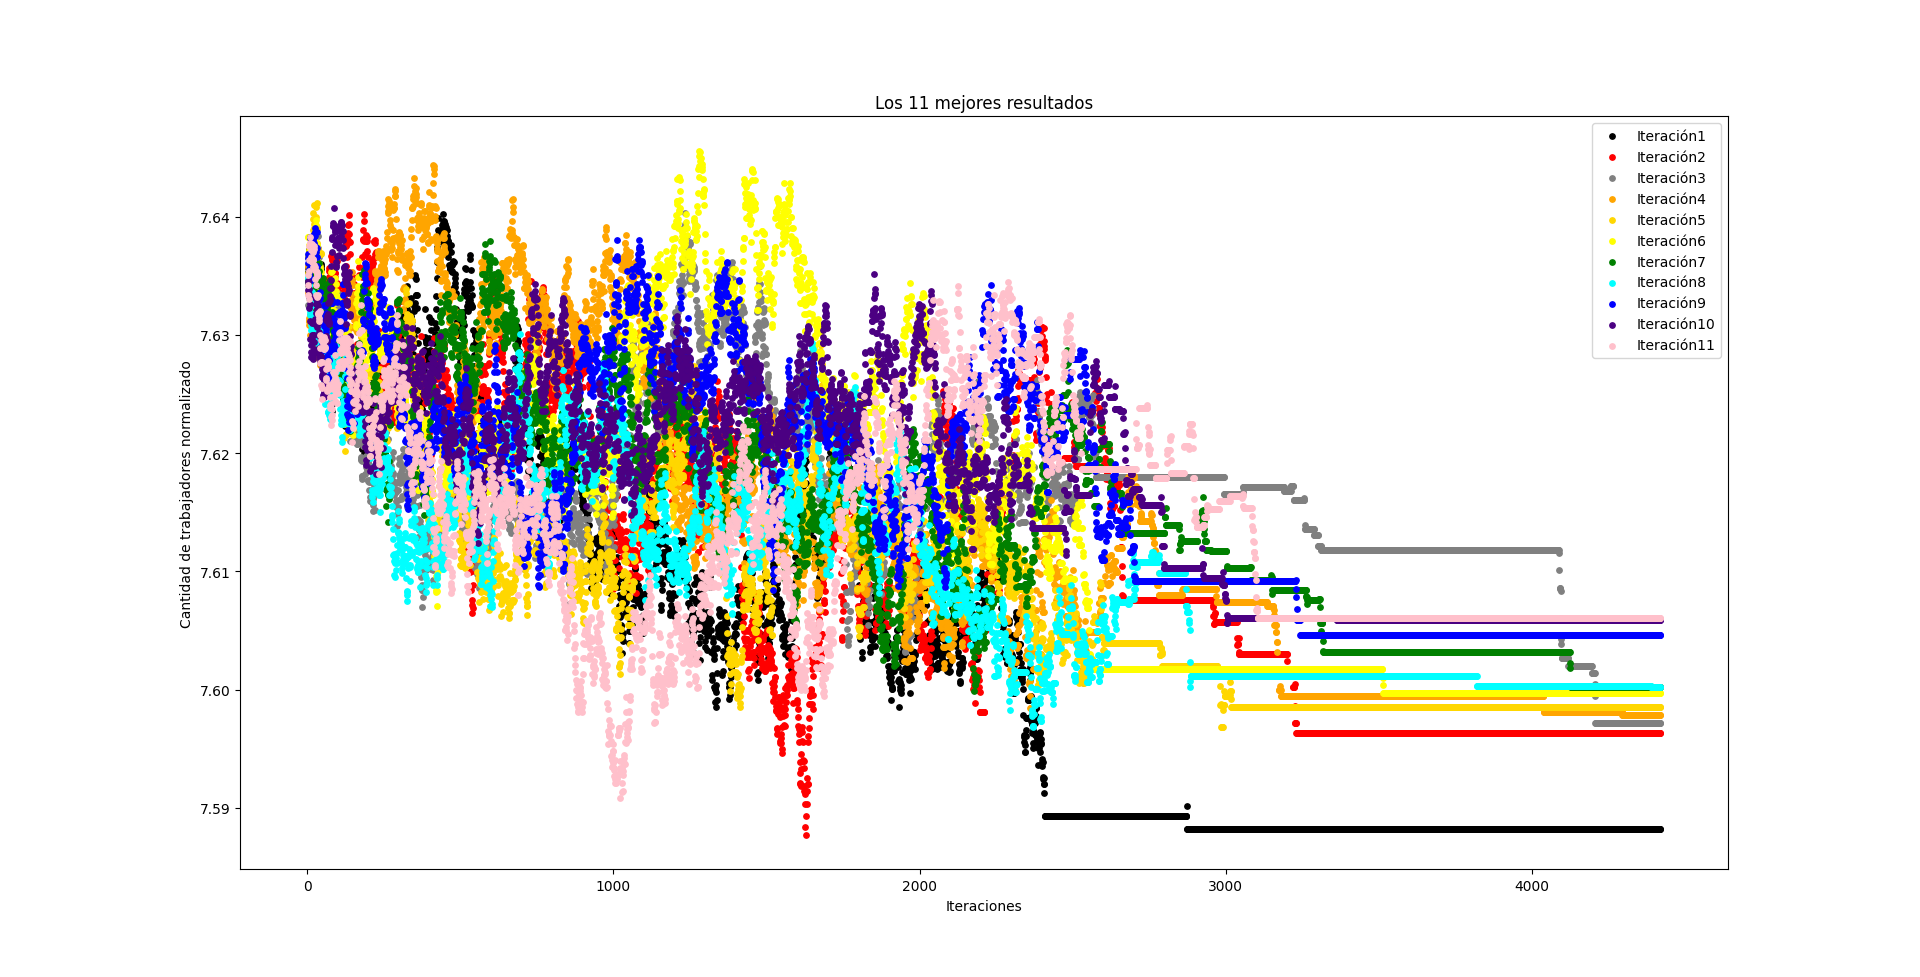 Los 11 mejores resultados
Cantidad de trabajadores normalizado
7.64
7.63
7.62
7.61
7.60
7.59
0
1000
2000
3000
4000
Iteraciones
Iteración1
Iteración2
Iteración3
Iteración4
Iteración5
Iteración6
Iteración7
Iteración8
Iteración9
Iteración10
Iteración11